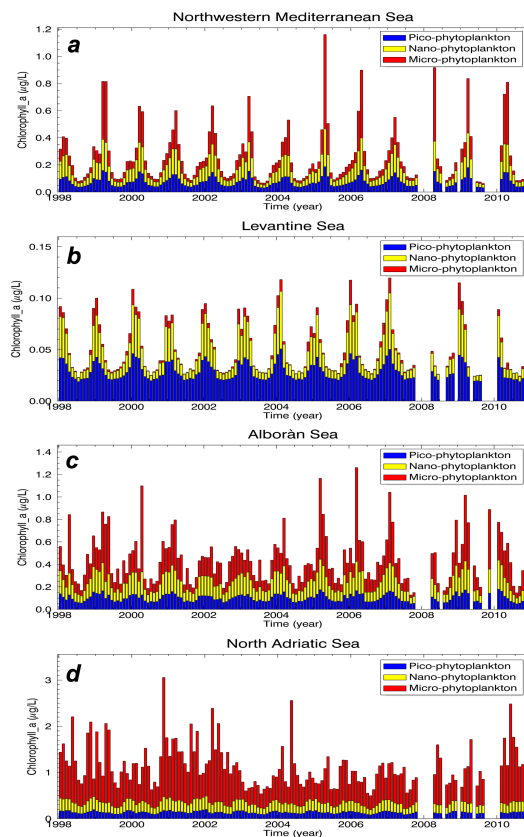 Northwestern Mediterranean Sea
a
Pico-phytoplankton
Nano-phytoplankton
Micro-phytoplankton
Chlorophyll_a (µg/L)
1.2
1.0
0.8
0.6
0.4
0.2
0.0
1998 2000 2002 2004 2006 2008 2010
Time (year)
Levantine Sea
b
Pico-phytoplankton
Nano-phytoplankton
Micro-phytoplankton
Chlorophyll_a (µg/L)
0.15
0.10
0.05
0.00
1998 2000 2002 2004 2006 2008 2010
Time (year)
Alboràn Sea
c
Pico-phytoplankton
Nano-phytoplankton
Micro-phytoplankton
Chlorophyll_a (µg/L)
1.4
1.2
1.0
0.8
0.6
0.4
0.2
0.0
1998 2000 2002 2004 2006 2008 2010
Time (year)
North Adriatic Sea
d
Pico-phytoplankton
Nano-phytoplankton
Micro-phytoplankton
Chlorophyll_a (µg/L)
3
2
1
0
1998 2000 2002 2004 2006 2008 2010
Time (year)